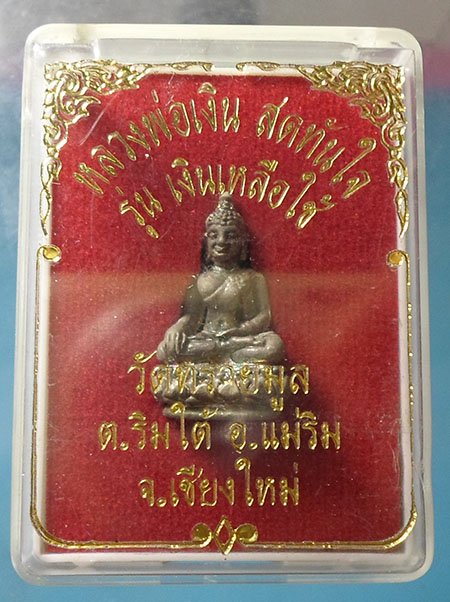 หลวงพ่อเงิน สดทันใจ
รุ่น เงินเหลือใช้
วัดทรายมูล
ต.ริมใต้ อ.แม่ริม
จ.เชียงใหม่